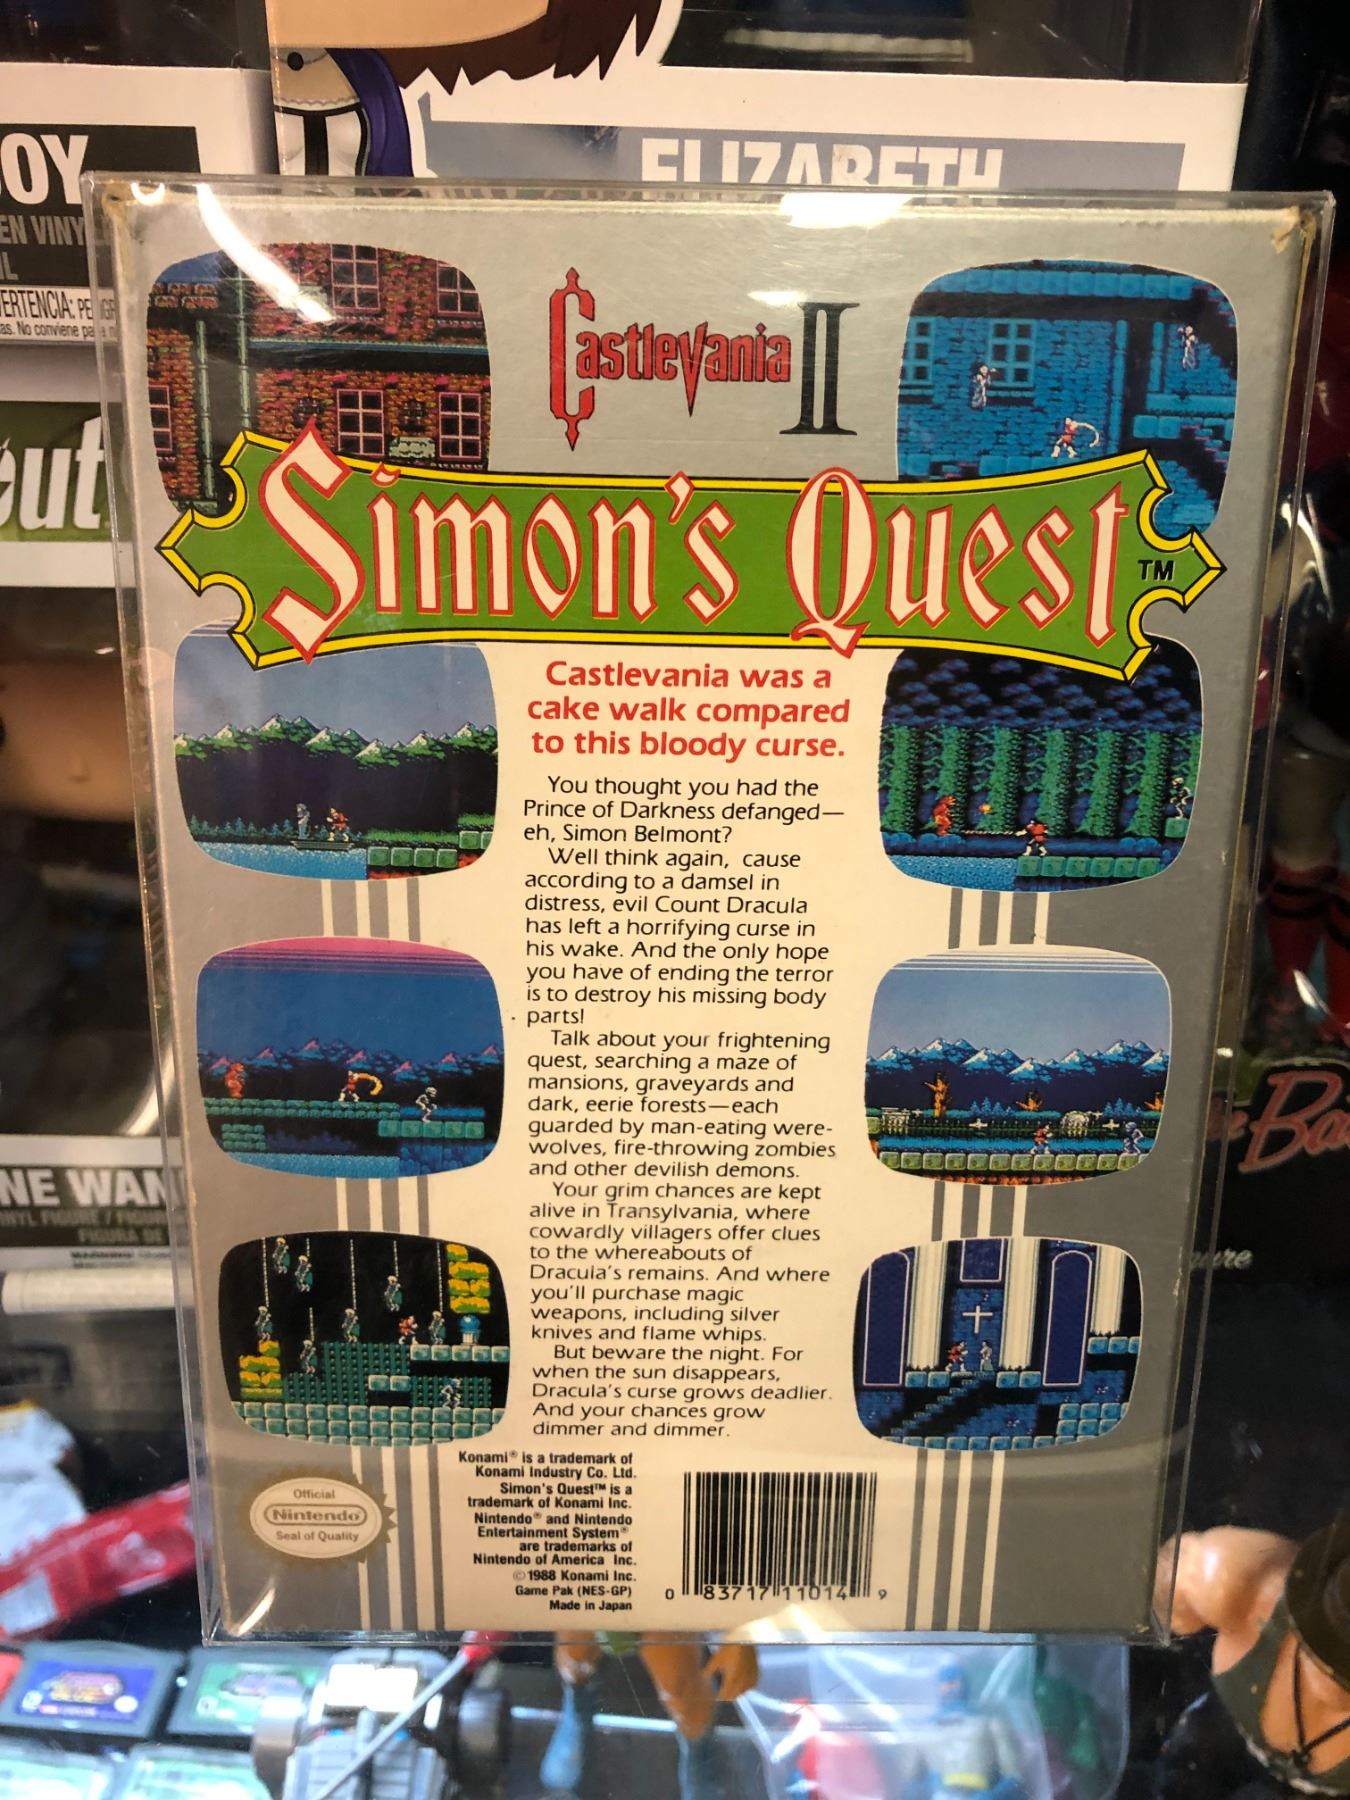 OY
EN VINY
IL
ERTENCIA:
as. No conviene pa
ELIZABETH
out
NE WAN
FIGURA DE
Castlevania II
Simon's Quest™
Castlevania was a
cake walk compared
to this bloody curse.
You thought you had the
Prince of Darkness defanged—
eh, Simon Belmont?
Well think again, cause
according to a damsel in
distress, evil Count Dracula
has left a horrifying curse in
his wake. And the only hope
you have of ending the terror
is to destroy his missing body
parts!
Talk about your frightening
quest, searching a maze of
mansions, graveyards and
dark, eerie forests—each
guarded by man-eating were-
wolves, fire-throwing zombies
and other devilish demons.
Your grim chances are kept
alive in Transylvania, where
cowardly villagers offer clues
to the whereabouts of
Dracula's remains. And where
you'll purchase magic
weapons, including silver
knives and flame whips.
But beware the night. For
when the sun disappears,
Dracula's curse grows deadlier.
And your chances grow
dimmer and dimmer.
Konami® is a trademark of
Konami Industry Co. Ltd.
Simon's Quest™ is a
trademark of Konami Inc.
Nintendo® and Nintendo
Entertainment System®
are trademarks of
Nintendo of America Inc.
©1988 Konami Inc.
Game Pak (NES-GP)
Made in Japan
Official
Nintendo
Seal of Quality
0 83717 11014 9
Ba
ure